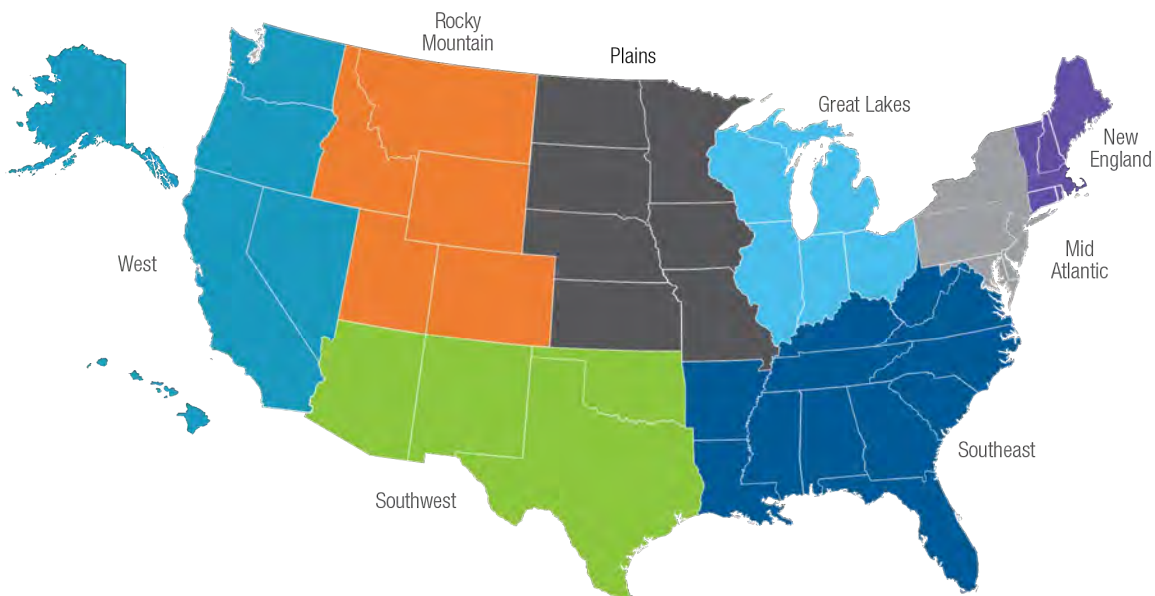 Rocky
Mountain
Plains
Great Lakes
New
England
West
Mid
Atlantic
Southeast
Southwest